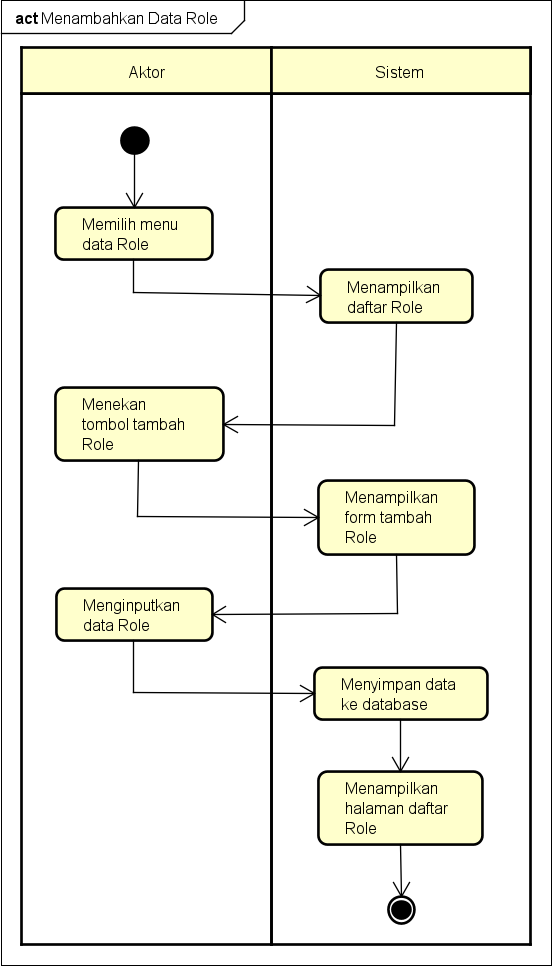 act Menambahkan Data Role
Aktor
Sistem
Memilih menu
data Role
Menampilkan
daftar Role
Menekan
tombol tambah
Role
Menampilkan
form tambah
Role
Menginputkan
data Role
Menyimpan data
ke database
Menampilkan
halaman daftar
Role